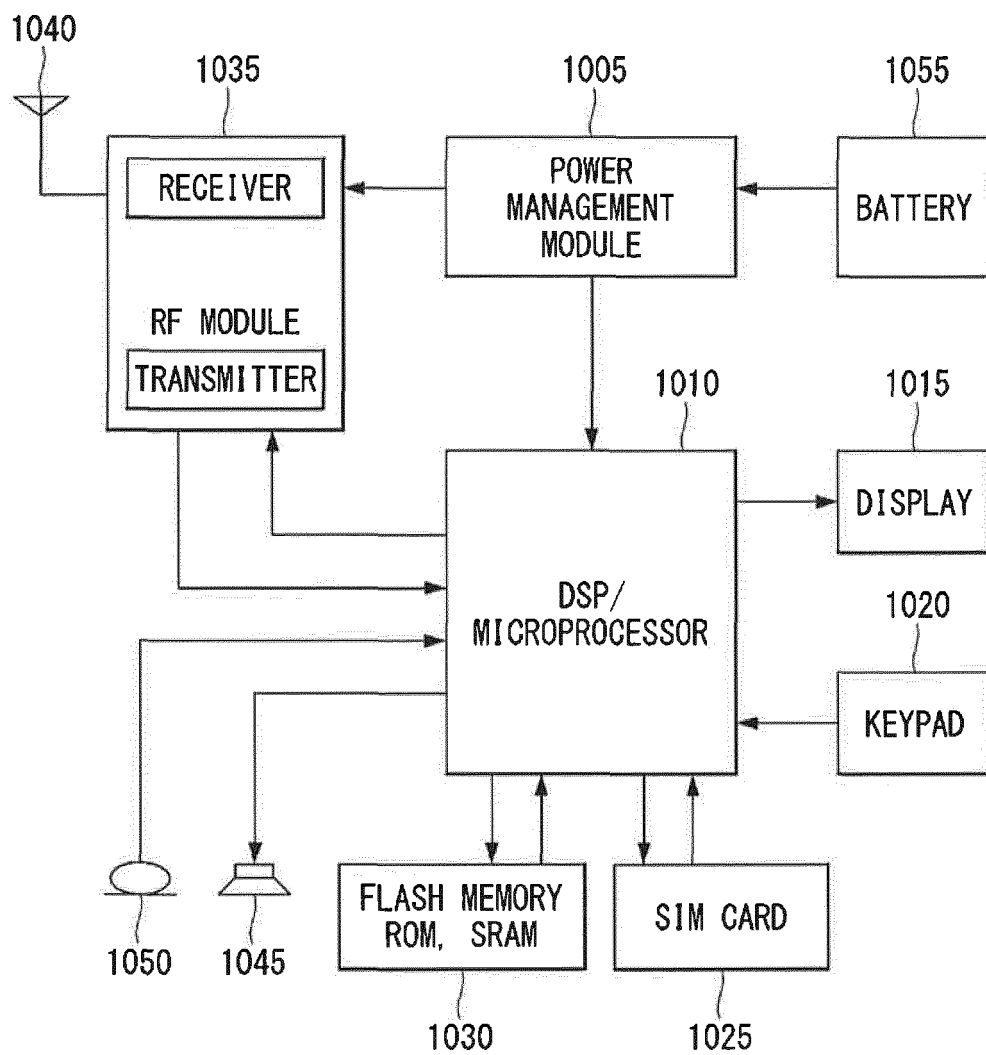 1040
1035
1005
1055
RECEIVER
RF MODULE
TRANSMITTER
POWER
MANAGEMENT
MODULE
BATTERY
1010
1015
DISPLAY
DSP/
MICROPROCESSOR
1020
KEYPAD
1050
1045
FLASH MEMORY
ROM, SRAM
1030
SIM CARD
1025